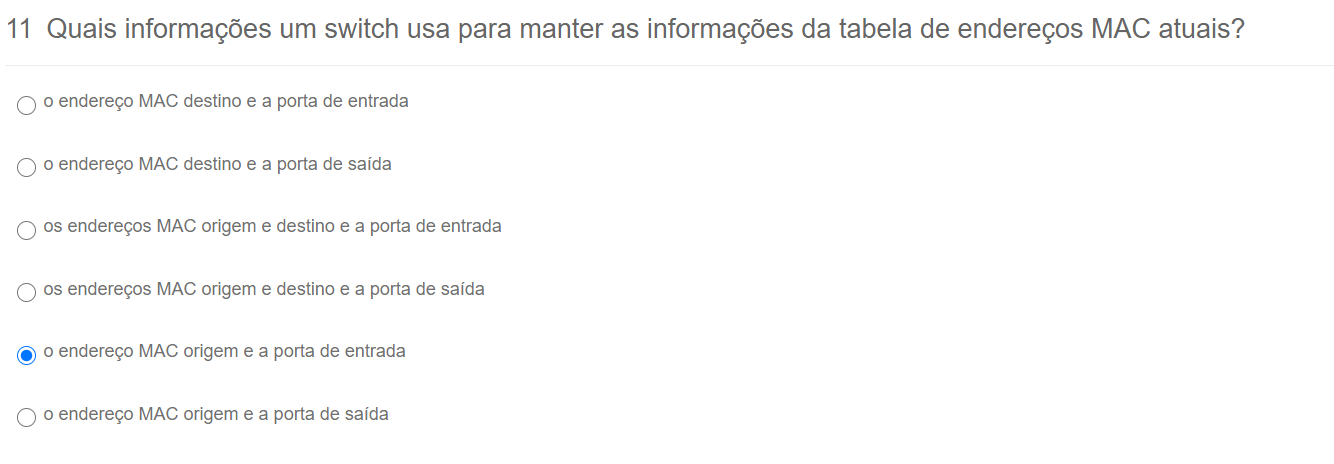 11 Quais informações um switch usa para manter as informações da tabela de endereços MAC atuais?
o endereço MAC destino e a porta de entrada
o endereço MAC destino e a porta de saída
os endereços MAC origem e destino e a porta de entrada
os endereços MAC origem e destino e a porta de saída
o endereço MAC origem e a porta de entrada
o endereço MAC origem e a porta de saída